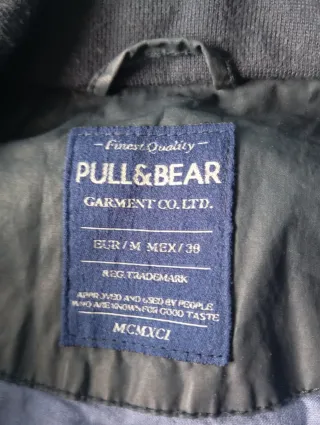 Finest Quality
PULL&BEAR
GARMENT CO. LTD.
EUR/M MEX/38
REG. TRADEMARK
APPROVED AND USED BY PEOPLE
WHO ARE KNOWN FOR GOOD TASTE
MCMXCI